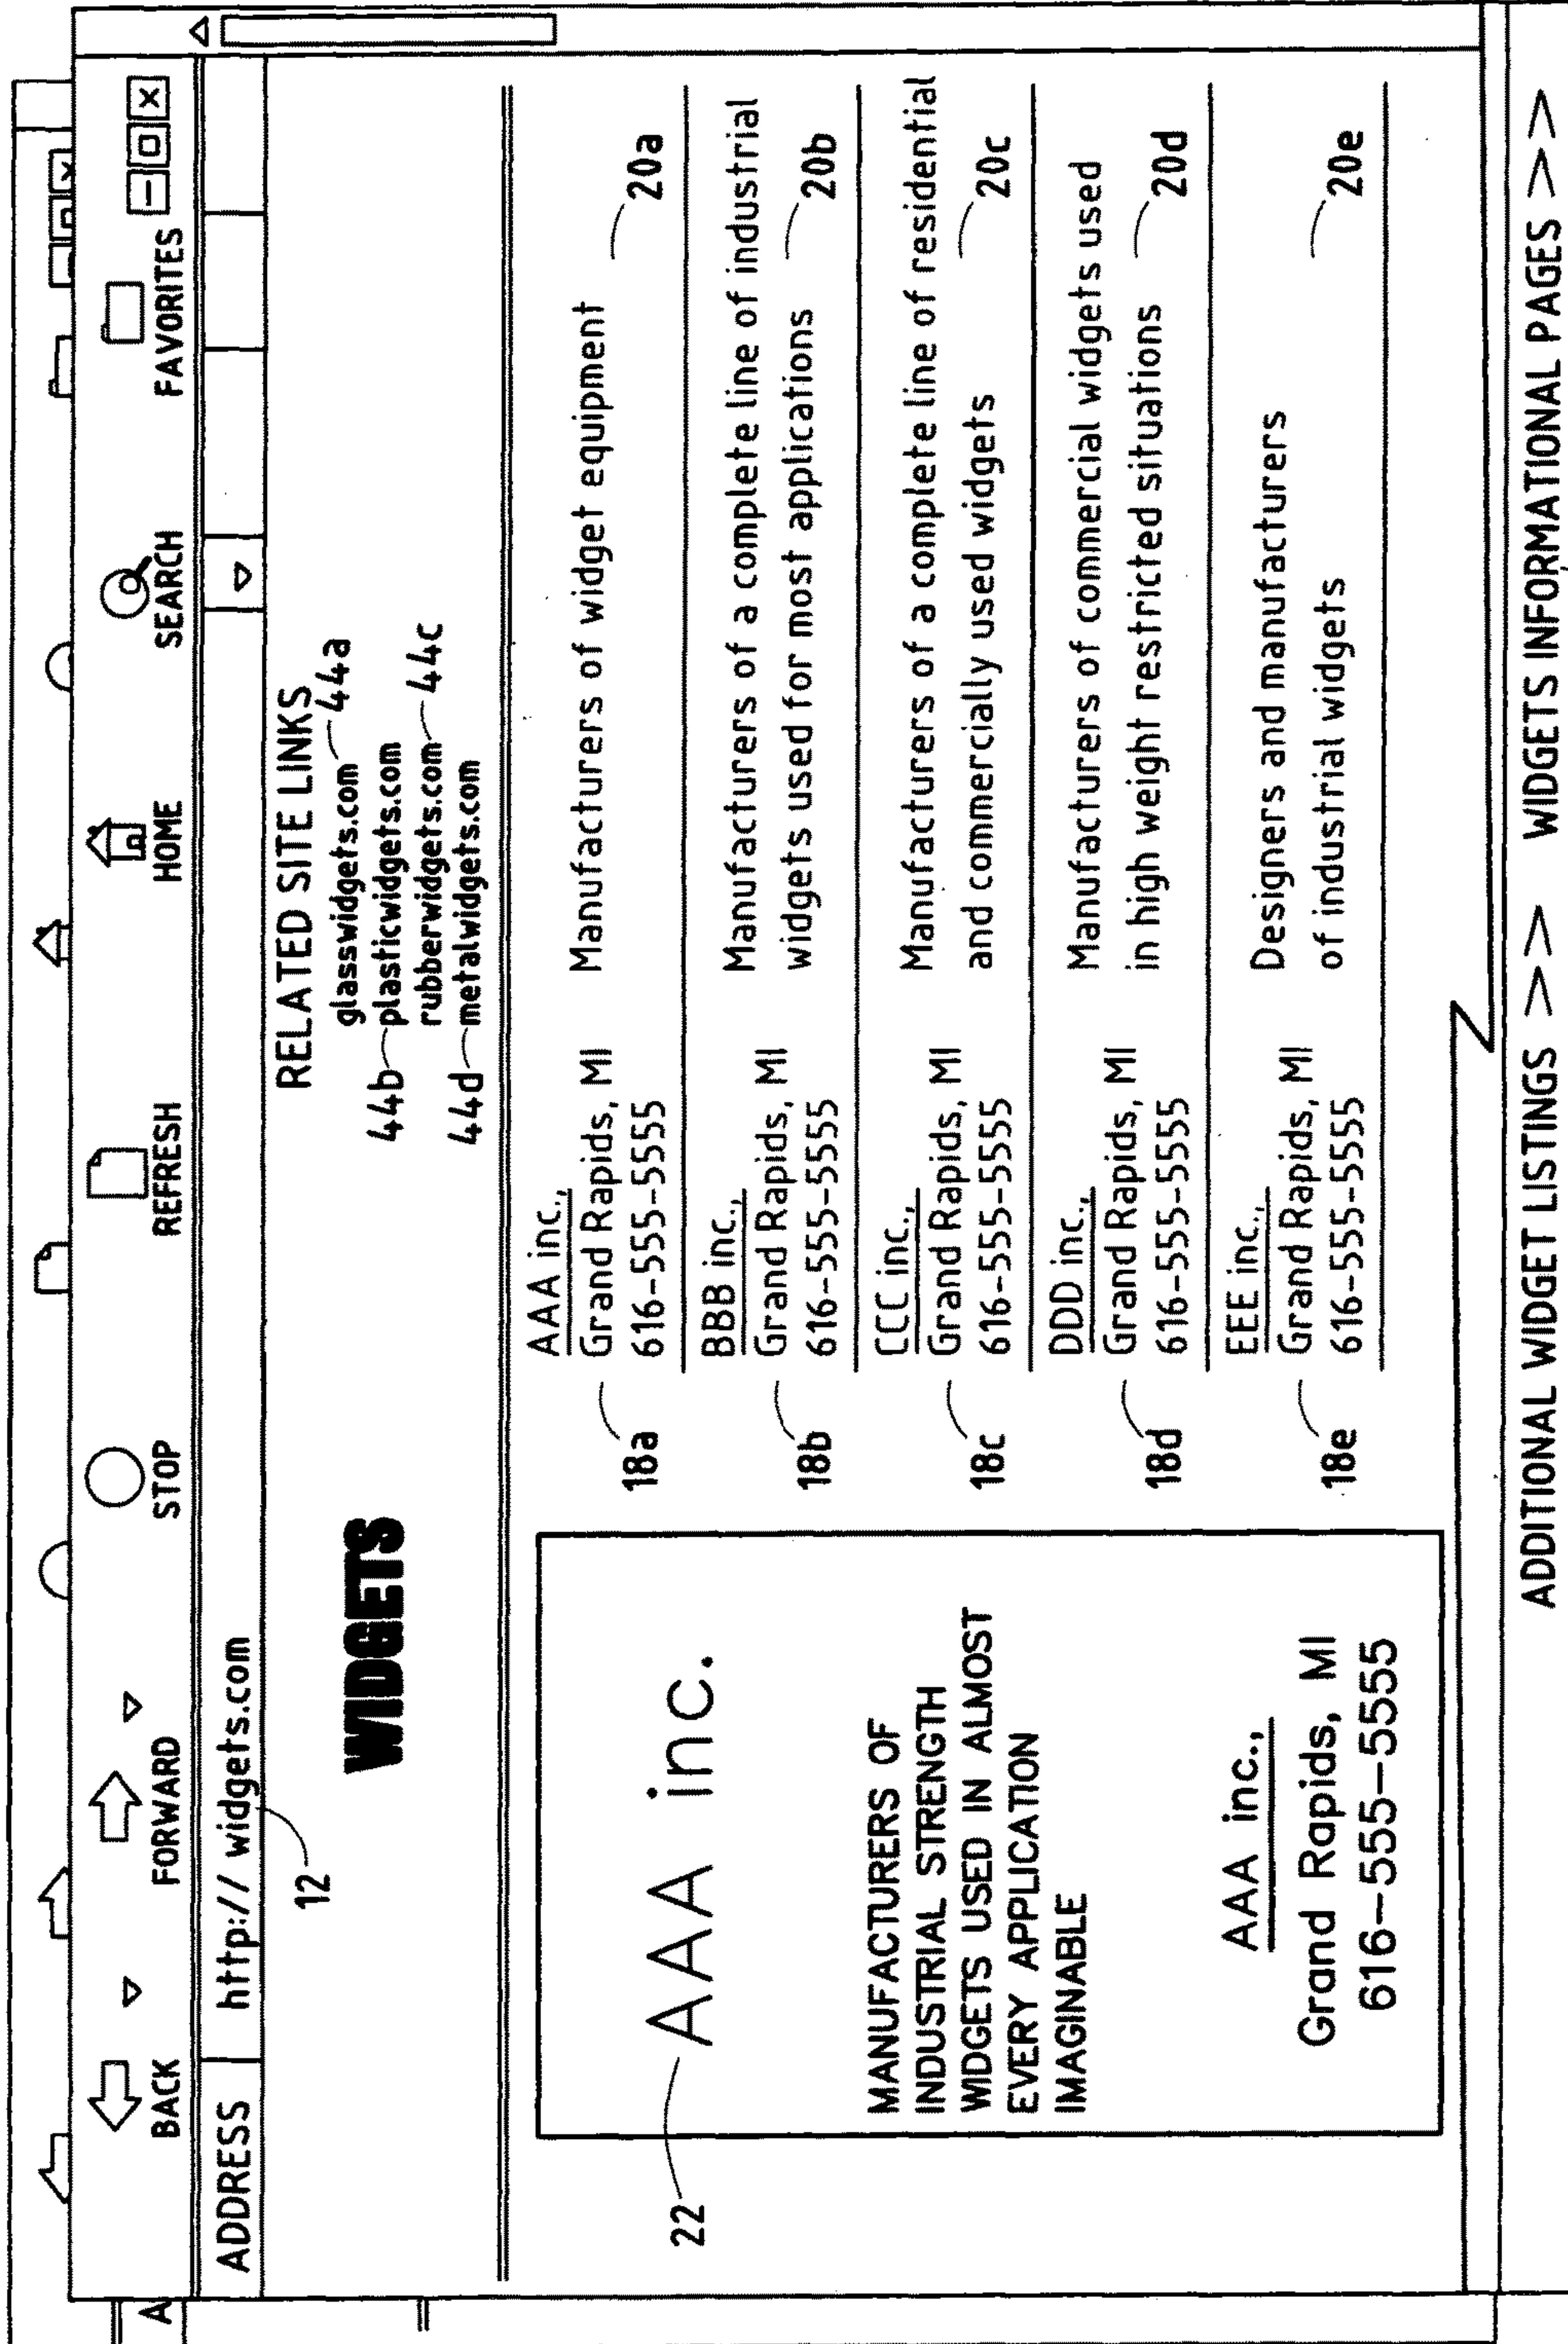 BACK
FORWARD
STOP
REFRESH
HOME
SEARCH
FAVORITES
A
ADDRESS http:// widgets.com
12
WIDGETS
RELATED SITE LINKS
glasswidgets.com 44a
44b plasticwidgets.com
rubberwidgets.com 44c
44d metalwidgets.com
22
AAA inc.
MANUFACTURERS OF
INDUSTRIAL STRENGTH
WIDGETS USED IN ALMOST
EVERY APPLICATION
IMAGINABLE
AAA inc.,
Grand Rapids, MI
616-555-5555
18a
AAA inc.,
Grand Rapids, MI
616-555-5555
Manufacturers of widget equipment
20a
18b
BBB inc.,
Grand Rapids, MI
616-555-5555
Manufacturers of a complete line of industrial
widgets used for most applications
20b
18c
CCC inc.,
Grand Rapids, MI
616-555-5555
Manufacturers of a complete line of residential
and commercially used widgets
20c
18d
DDD inc.,
Grand Rapids, MI
616-555-5555
Manufacturers of commercial widgets used
in high weight restricted situations
20d
18e
EEE inc.,
Grand Rapids, MI
616-555-5555
Designers and manufacturers
of industrial widgets
20e
ADDITIONAL WIDGET LISTINGS >> WIDGETS INFORMATIONAL PAGES >>